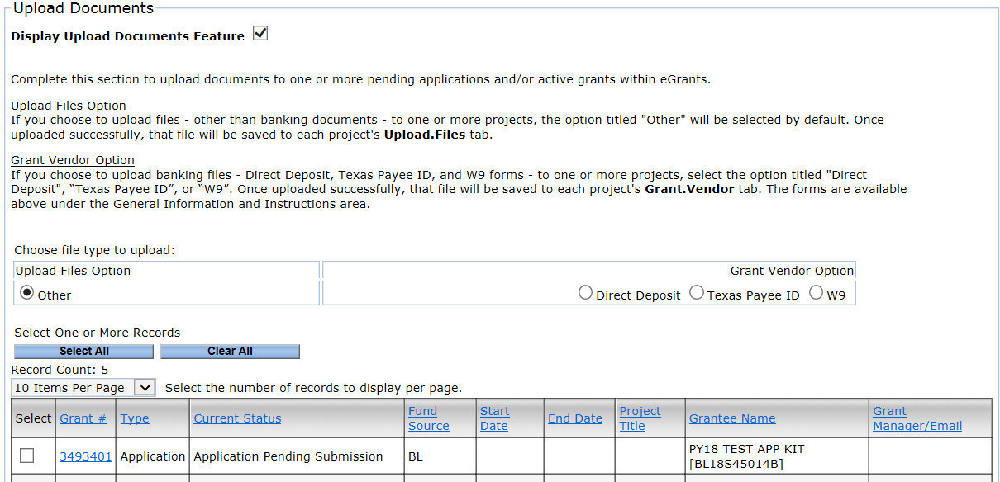 Upload Documents
Display Upload Documents Feature
Complete this section to upload documents to one or more pending applications and/or active grants within eGrants.
Upload Files Option
If you choose to upload files - other than banking documents - to one or more projects, the option titled "Other" will be selected by default. Once
uploaded successfully, that file will be saved to each project's Upload.Files tab.
Grant Vendor Option
If you choose to upload banking files - Direct Deposit, Texas Payee ID, and W9 forms - to one or more projects, select the option titled "Direct
Deposit", “Texas Payee ID”, or “W9”. Once uploaded successfully, that file will be saved to each project's Grant.Vendor tab. The forms are available
above under the General Information and Instructions area.
Choose file type to upload:
Upload Files Option Grant Vendor Option
Other Direct Deposit Texas Payee ID W9
Select One or More Records
Select All Clear All
Record Count: 5
10 Items Per Page Select the number of records to display per page.
Select Grant # Type Current Status Fund Source Start Date End Date Project Title Grantee Name Grant Manager/Email
3493401 Application Application Pending Submission BL PY18 TEST APP KIT
[BL18S45014B]